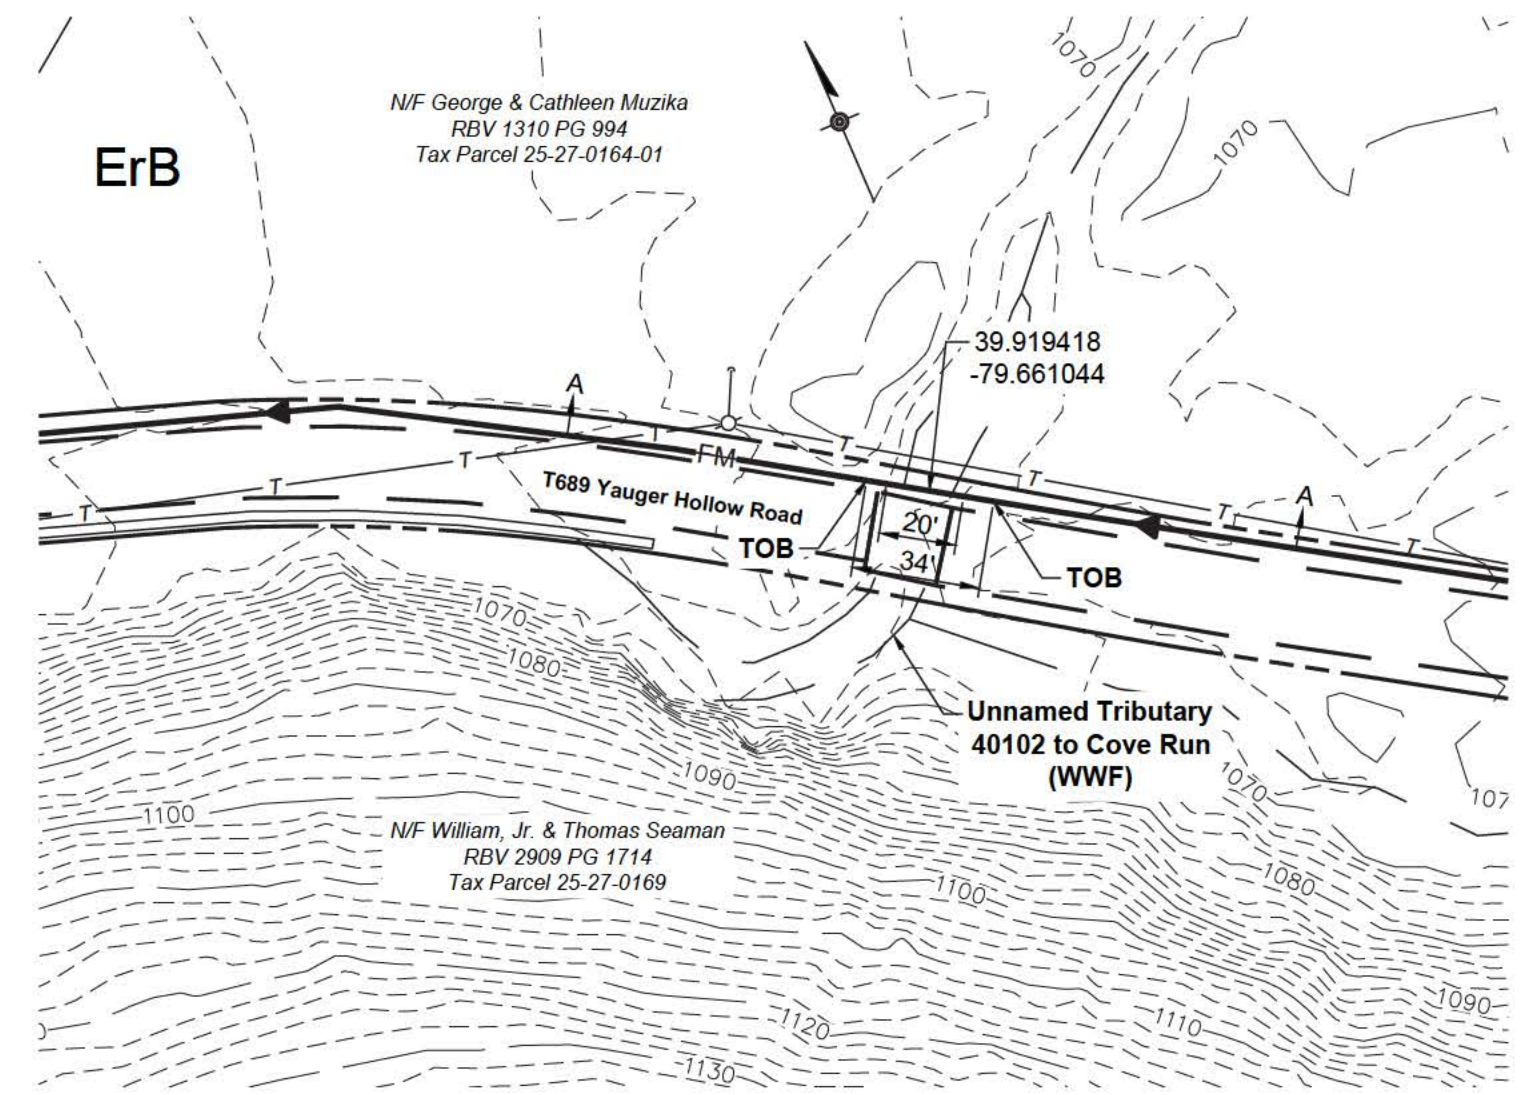 1070
N/F George & Cathleen Muzika
RBV 1310 PG 994
Tax Parcel 25-27-0164-01
ErB
1070
39.919418
-79.661044
A
T
T
T
FM
T
T
T
T
A
T
T689 Yauger Hollow Road
20'
TOB
34'
TOB
1070
1080
Unnamed Tributary
40102 to Cove Run
(WWF)
1090
1070
107
1100
N/F William, Jr. & Thomas Seaman
RBV 2909 PG 1714
Tax Parcel 25-27-0169
1100
1080
1090
1120
1110
1130